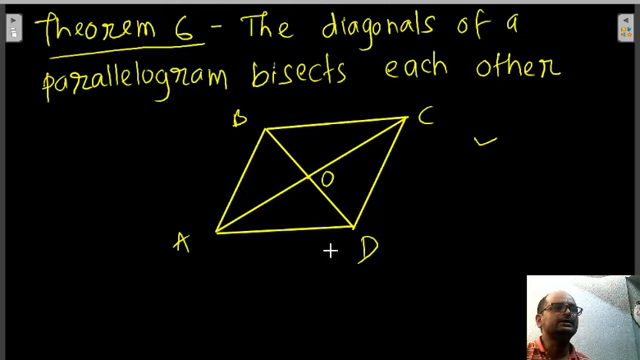 Theorem 6 - The diagonals of a
parallelogram bisects each other
B
C
O
A
D